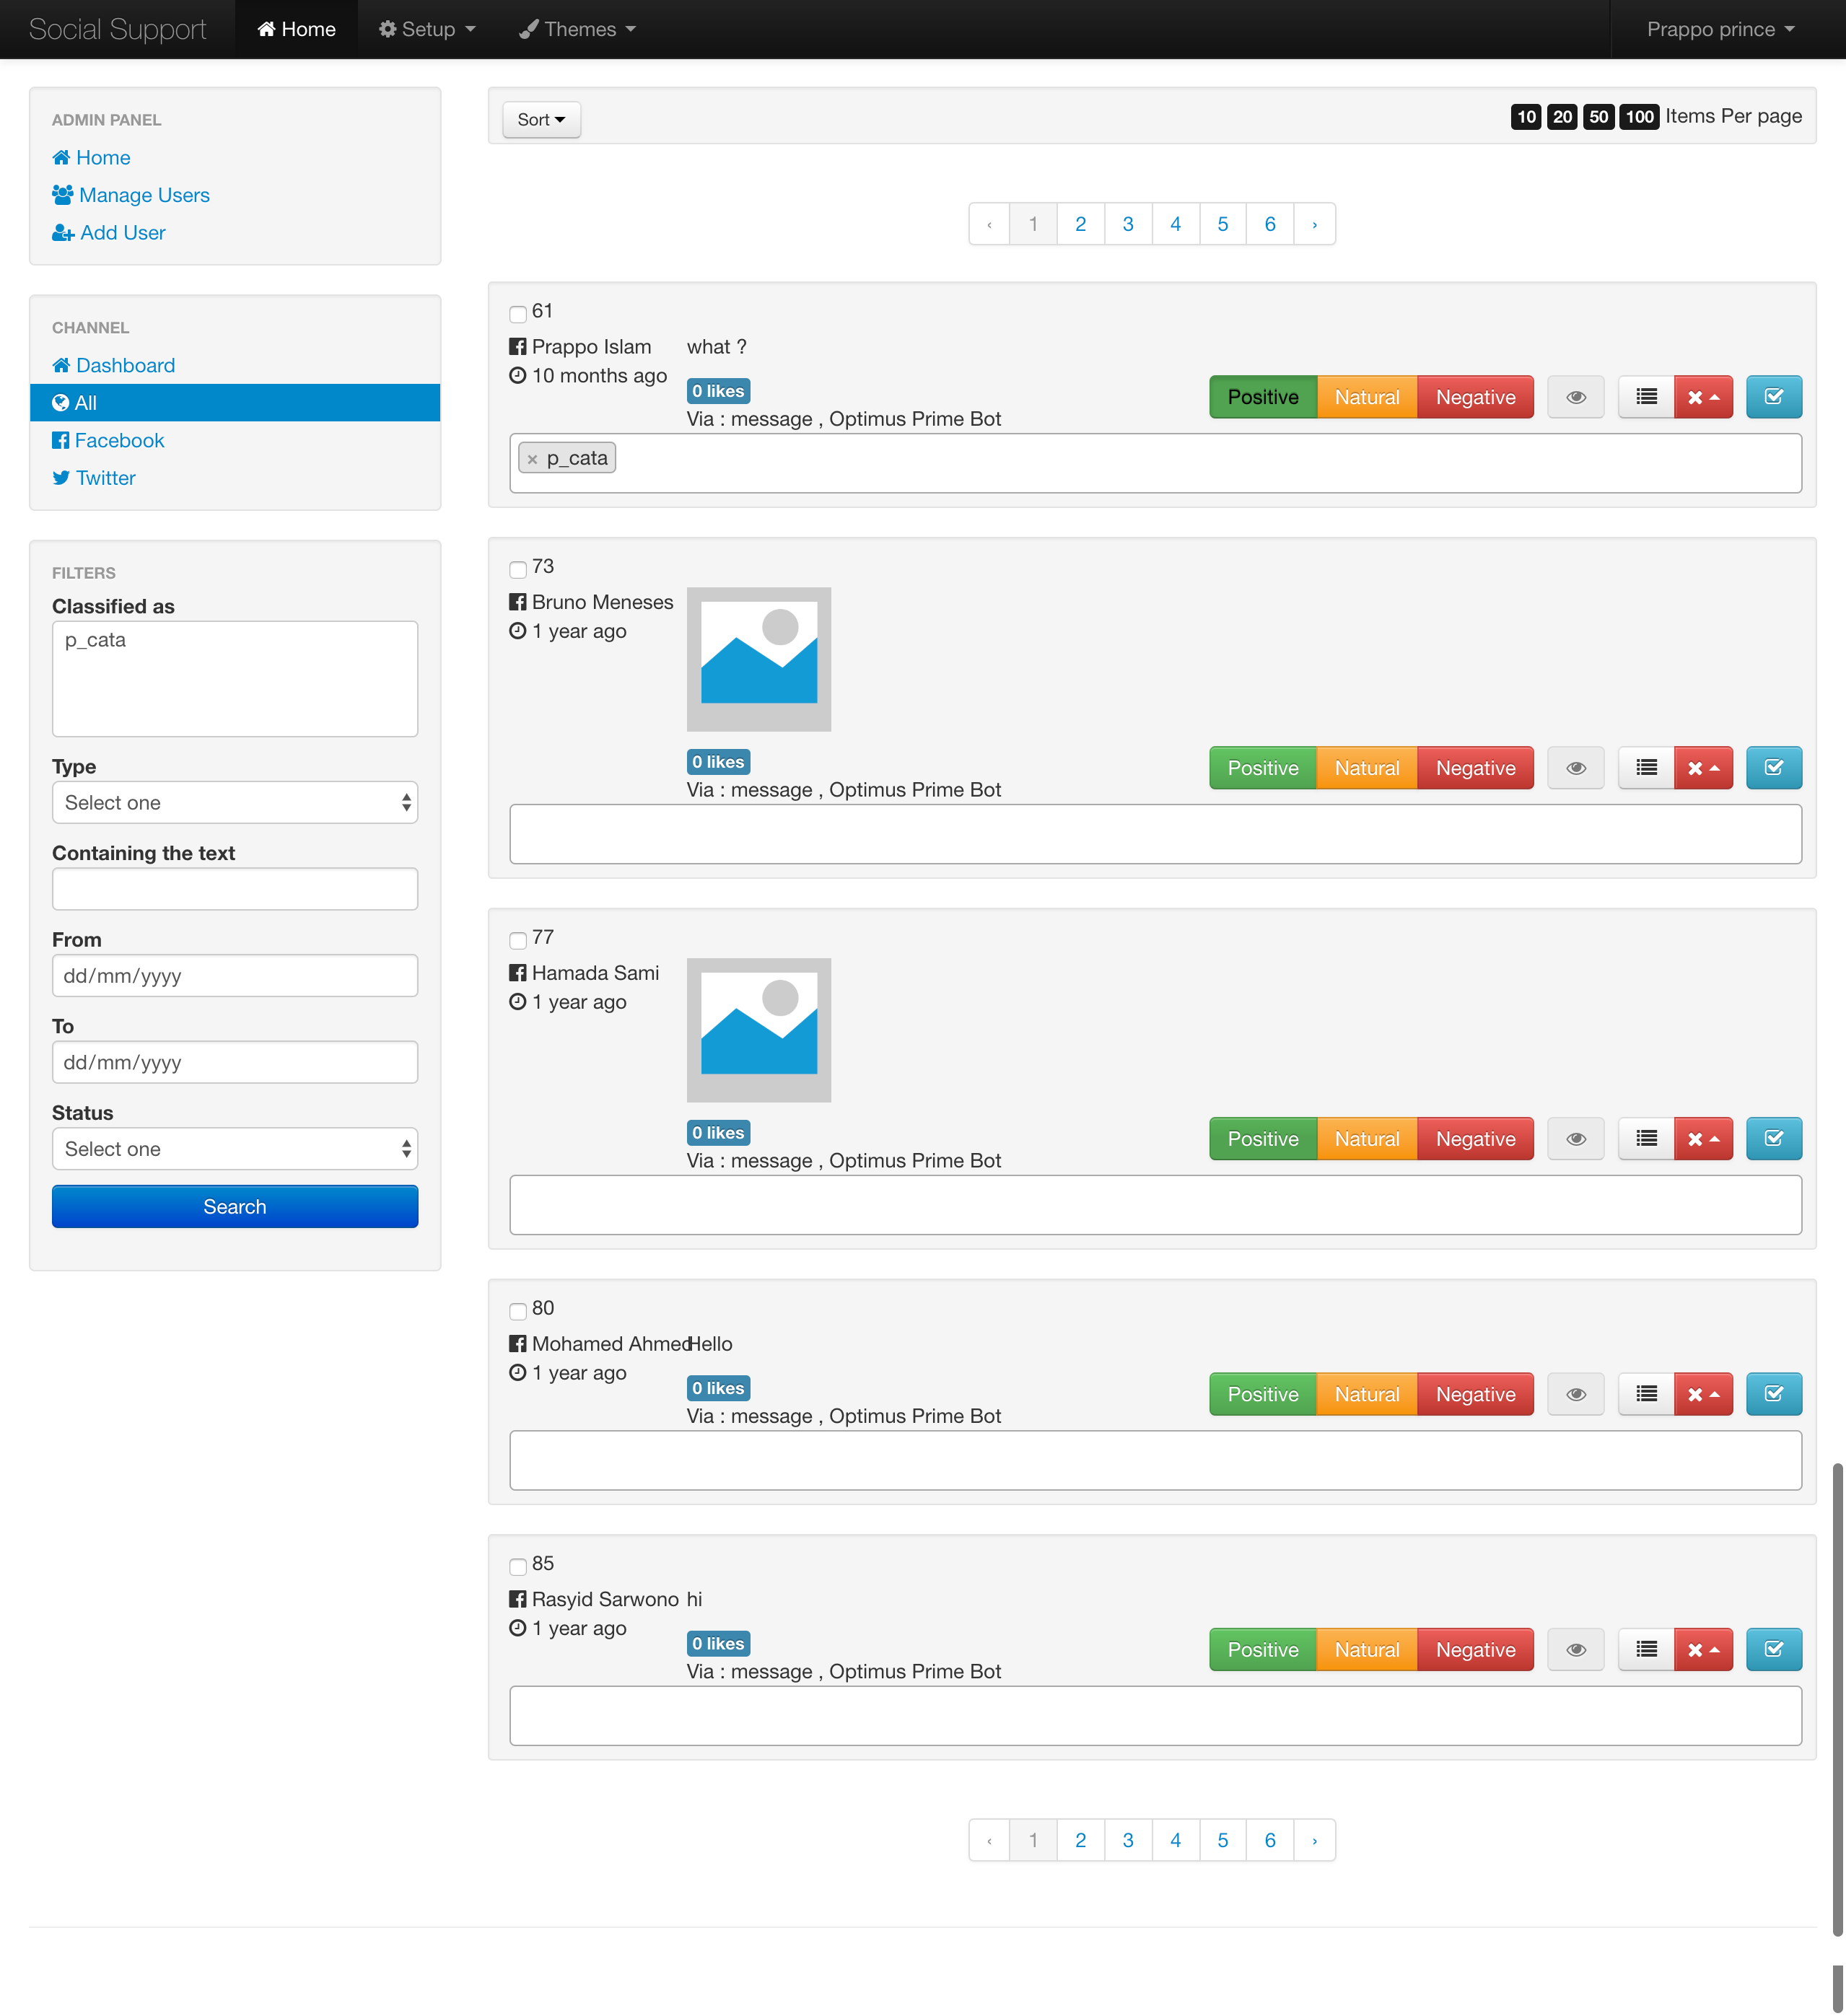 Social Support Home Setup Themes Prappo prince
ADMIN PANEL
Home
Manage Users
Add User
CHANNEL
Dashboard
All
Facebook
Twitter
FILTERS
Classified as
p_cata
Type
Select one
Containing the text
From
dd/mm/yyyy
To
dd/mm/yyyy
Status
Select one
Search
Sort 10 20 50 100 Items Per page
‹ 1 2 3 4 5 6 ›
61
Prappo Islam what ?
10 months ago
0 likes Positive Natural Negative
Via : message , Optimus Prime Bot
× p_cata
73
Bruno Meneses
1 year ago
0 likes Positive Natural Negative
Via : message , Optimus Prime Bot
77
Hamada Sami
1 year ago
0 likes Positive Natural Negative
Via : message , Optimus Prime Bot
80
Mohamed Ahmed Hello
1 year ago
0 likes Positive Natural Negative
Via : message , Optimus Prime Bot
85
Rasyid Sarwono hi
1 year ago
0 likes Positive Natural Negative
Via : message , Optimus Prime Bot
‹ 1 2 3 4 5 6 ›